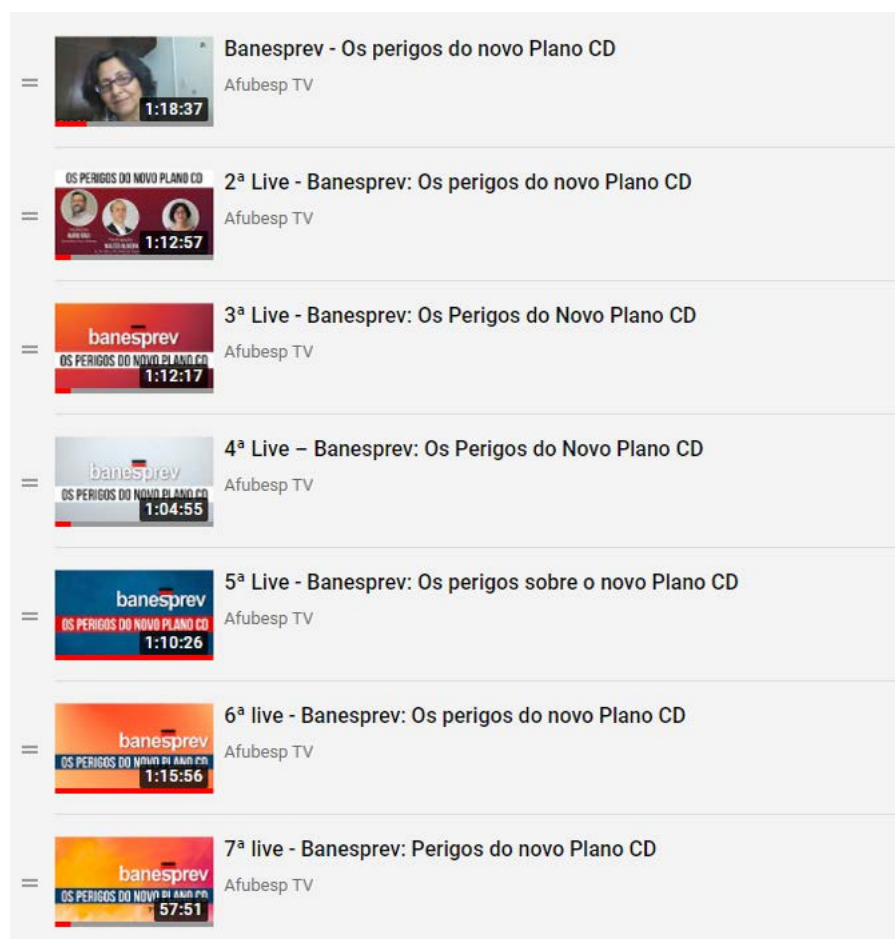 Banesprev - Os perigos do novo Plano CD
Afubesp TV
1:18:37
OS PERIGOS DO NOVO PLANO CD
2ª Live - Banesprev: Os perigos do novo Plano CD
Afubesp TV
1:12:57
3ª Live - Banesprev: Os Perigos do Novo Plano CD
Afubesp TV
banesprev
OS PERIGOS DO NOVO PLANO CD
1:12:17
4ª Live – Banesprev: Os Perigos do Novo Plano CD
Afubesp TV
banesprev
OS PERIGOS DO NOVO PLANO CD
1:04:55
5ª Live - Banesprev: Os perigos sobre o novo Plano CD
Afubesp TV
banesprev
OS PERIGOS DO NOVO PLANO CD
1:10:26
6ª live - Banesprev: Os perigos do novo Plano CD
Afubesp TV
banesprev
OS PERIGOS DO NOVO PLANO CD
1:15:56
7ª live - Banesprev: Perigos do novo Plano CD
Afubesp TV
banesprev
OS PERIGOS DO NOVO PLANO CD
57:51